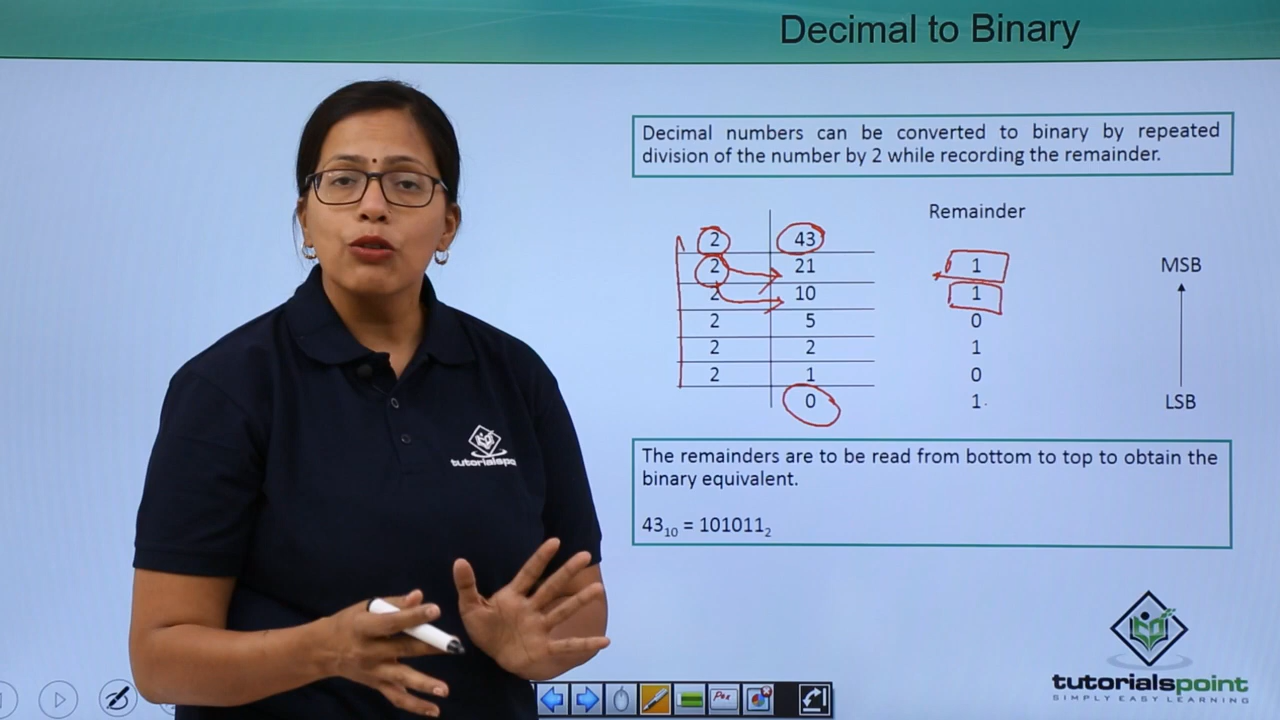 Decimal to Binary
Decimal numbers can be converted to binary by repeated
division of the number by 2 while recording the remainder.
Remainder
2 43
2 21 1 MSB
2 10 1
2 5 0
2 2 1
2 1 0
0 1 LSB
The remainders are to be read from bottom to top to obtain the
binary equivalent.
43₁₀ = 101011₂
tutorialspo
Pen
tutorialspoint
SIMPLY EASY LEARNING